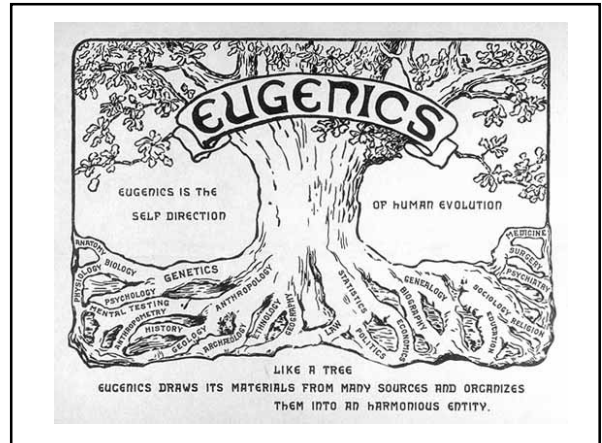 EUGENICS
EUGENICS IS THE
SELF DIRECTION
OF HUMAN EVOLUTION
ANATOMY
PHYSIOLOGY
BIOLOGY
GENETICS
PSYCHOLOGY
MENTAL TESTING
ANTHROPOMETRY
HISTORY
ANTHROPOLOGY
GEOLOGY
ARCHAEOLOGY
ETHNOLOGY
GEOGRAPHY
LAW
STATISTICS
POLITICS
ECONOMICS
BIOGRAPHY
GENEALOGY
EDUCATION
SOCIOLOGY
RELIGION
PSYCHIATRY
SURGERY
MEDICINE
LIKE A TREE
EUGENICS DRAWS ITS MATERIALS FROM MANY SOURCES AND ORGANIZES
THEM INTO AN HARMONIOUS ENTITY.